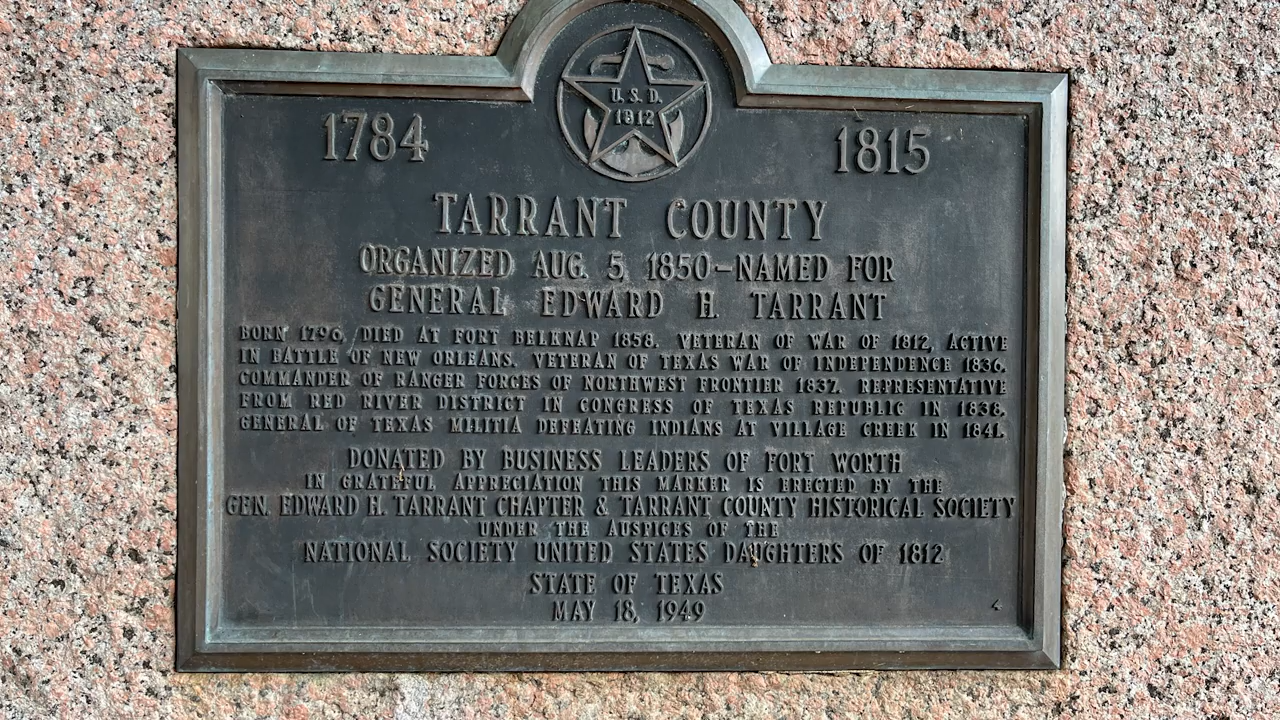 U. S. D.
1812
1784 1815
TARRANT COUNTY
ORGANIZED AUG. 5, 1850-NAMED FOR
GENERAL EDWARD H. TARRANT
BORN 1796, DIED AT FORT BELKNAP 1858. VETERAN OF WAR OF 1812, ACTIVE
IN BATTLE OF NEW ORLEANS. VETERAN OF TEXAS WAR OF INDEPENDENCE 1836.
COMMANDER OF RANGER FORCES OF NORTHWEST FRONTIER 1837. REPRESENTATIVE
FROM RED RIVER DISTRICT IN CONGRESS OF TEXAS REPUBLIC IN 1838.
GENERAL OF TEXAS MILITIA DEFEATING INDIANS AT VILLAGE CREEK IN 1841.
DONATED BY BUSINESS LEADERS OF FORT WORTH
IN GRATEFUL APPRECIATION THIS MARKER IS ERECTED BY THE
GEN. EDWARD H. TARRANT CHAPTER & TARRANT COUNTY HISTORICAL SOCIETY
UNDER THE AUSPICES OF THE
NATIONAL SOCIETY UNITED STATES DAUGHTERS OF 1812
STATE OF TEXAS
MAY 18, 1949
4